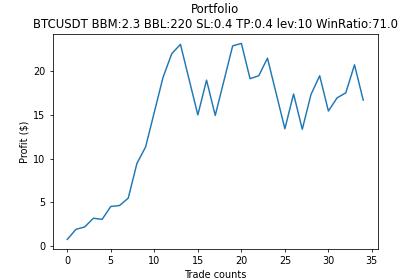 Portfolio
BTCUSDT BBM:2.3 BBL:220 SL:0.4 TP:0.4 lev:10 WinRatio:71.0
Profit ($)
20
15
10
5
0
0 5 10 15 20 25 30 35
Trade counts